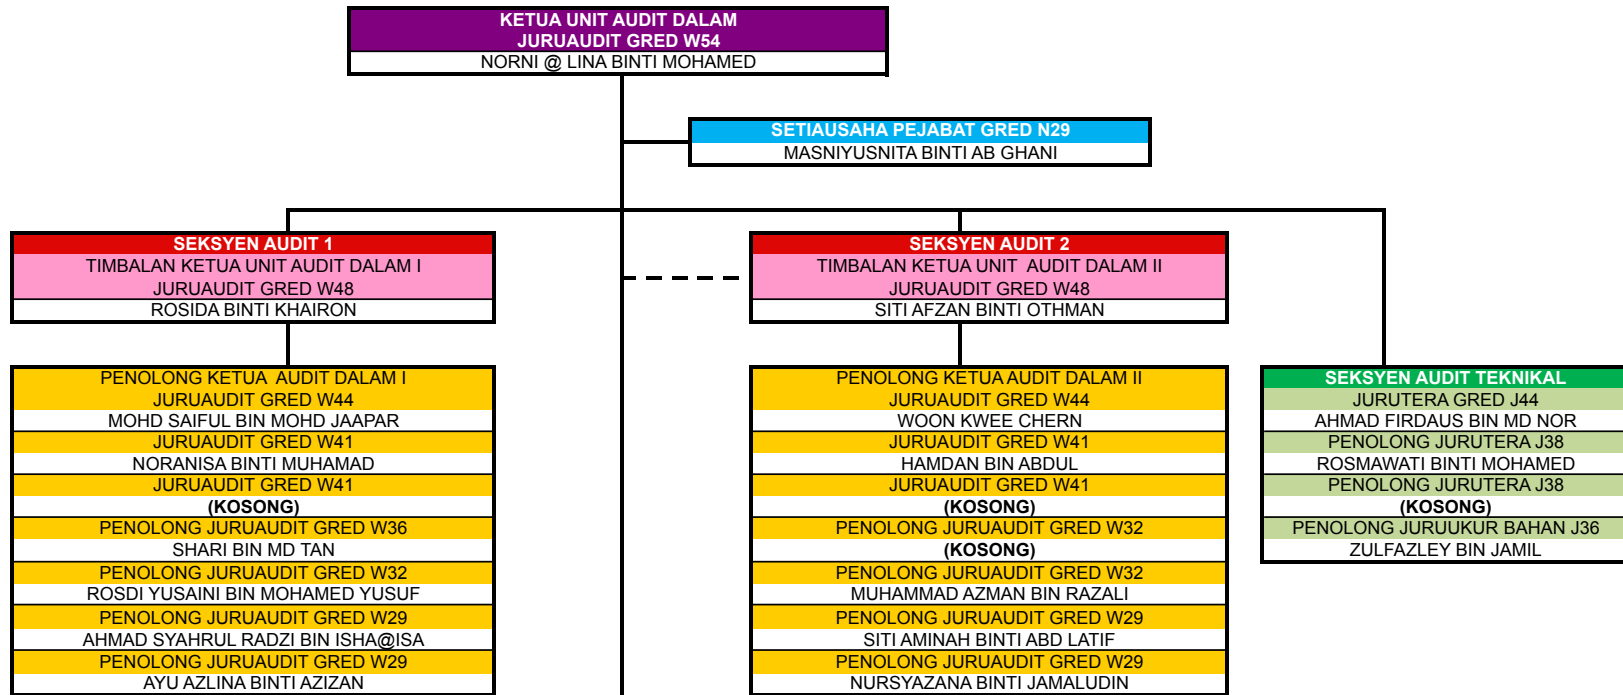 KETUA UNIT AUDIT DALAM
JURUAUDIT GRED W54
NORNI @ LINA BINTI MOHAMED
SETIAUSAHA PEJABAT GRED N29
MASNIYUSNITA BINTI AB GHANI
SEKSYEN AUDIT 1
TIMBALAN KETUA UNIT AUDIT DALAM I
JURUAUDIT GRED W48
ROSIDA BINTI KHAIRON
PENOLONG KETUA AUDIT DALAM I
JURUAUDIT GRED W44
MOHD SAIFUL BIN MOHD JAAPAR
JURUAUDIT GRED W41
NORANISA BINTI MUHAMAD
JURUAUDIT GRED W41
(KOSONG)
PENOLONG JURUAUDIT GRED W36
SHARI BIN MD TAN
PENOLONG JURUAUDIT GRED W32
ROSDI YUSAINI BIN MOHAMED YUSUF
PENOLONG JURUAUDIT GRED W29
AHMAD SYAHRUL RADZI BIN ISHA@ISA
PENOLONG JURUAUDIT GRED W29
AYU AZLINA BINTI AZIZAN
SEKSYEN AUDIT 2
TIMBALAN KETUA UNIT AUDIT DALAM II
JURUAUDIT GRED W48
SITI AFZAN BINTI OTHMAN
PENOLONG KETUA AUDIT DALAM II
JURUAUDIT GRED W44
WOON KWEE CHERN
JURUAUDIT GRED W41
HAMDAN BIN ABDUL
JURUAUDIT GRED W41
(KOSONG)
PENOLONG JURUAUDIT GRED W32
(KOSONG)
PENOLONG JURUAUDIT GRED W32
MUHAMMAD AZMAN BIN RAZALI
PENOLONG JURUAUDIT GRED W29
SITI AMINAH BINTI ABD LATIF
PENOLONG JURUAUDIT GRED W29
NURSYAZANA BINTI JAMALUDIN
SEKSYEN AUDIT TEKNIKAL
JURUTERA GRED J44
AHMAD FIRDAUS BIN MD NOR
PENOLONG JURUTERA J38
ROSMAWATI BINTI MOHAMED
PENOLONG JURUTERA J38
(KOSONG)
PENOLONG JURUUKUR BAHAN J36
ZULFAZLEY BIN JAMIL